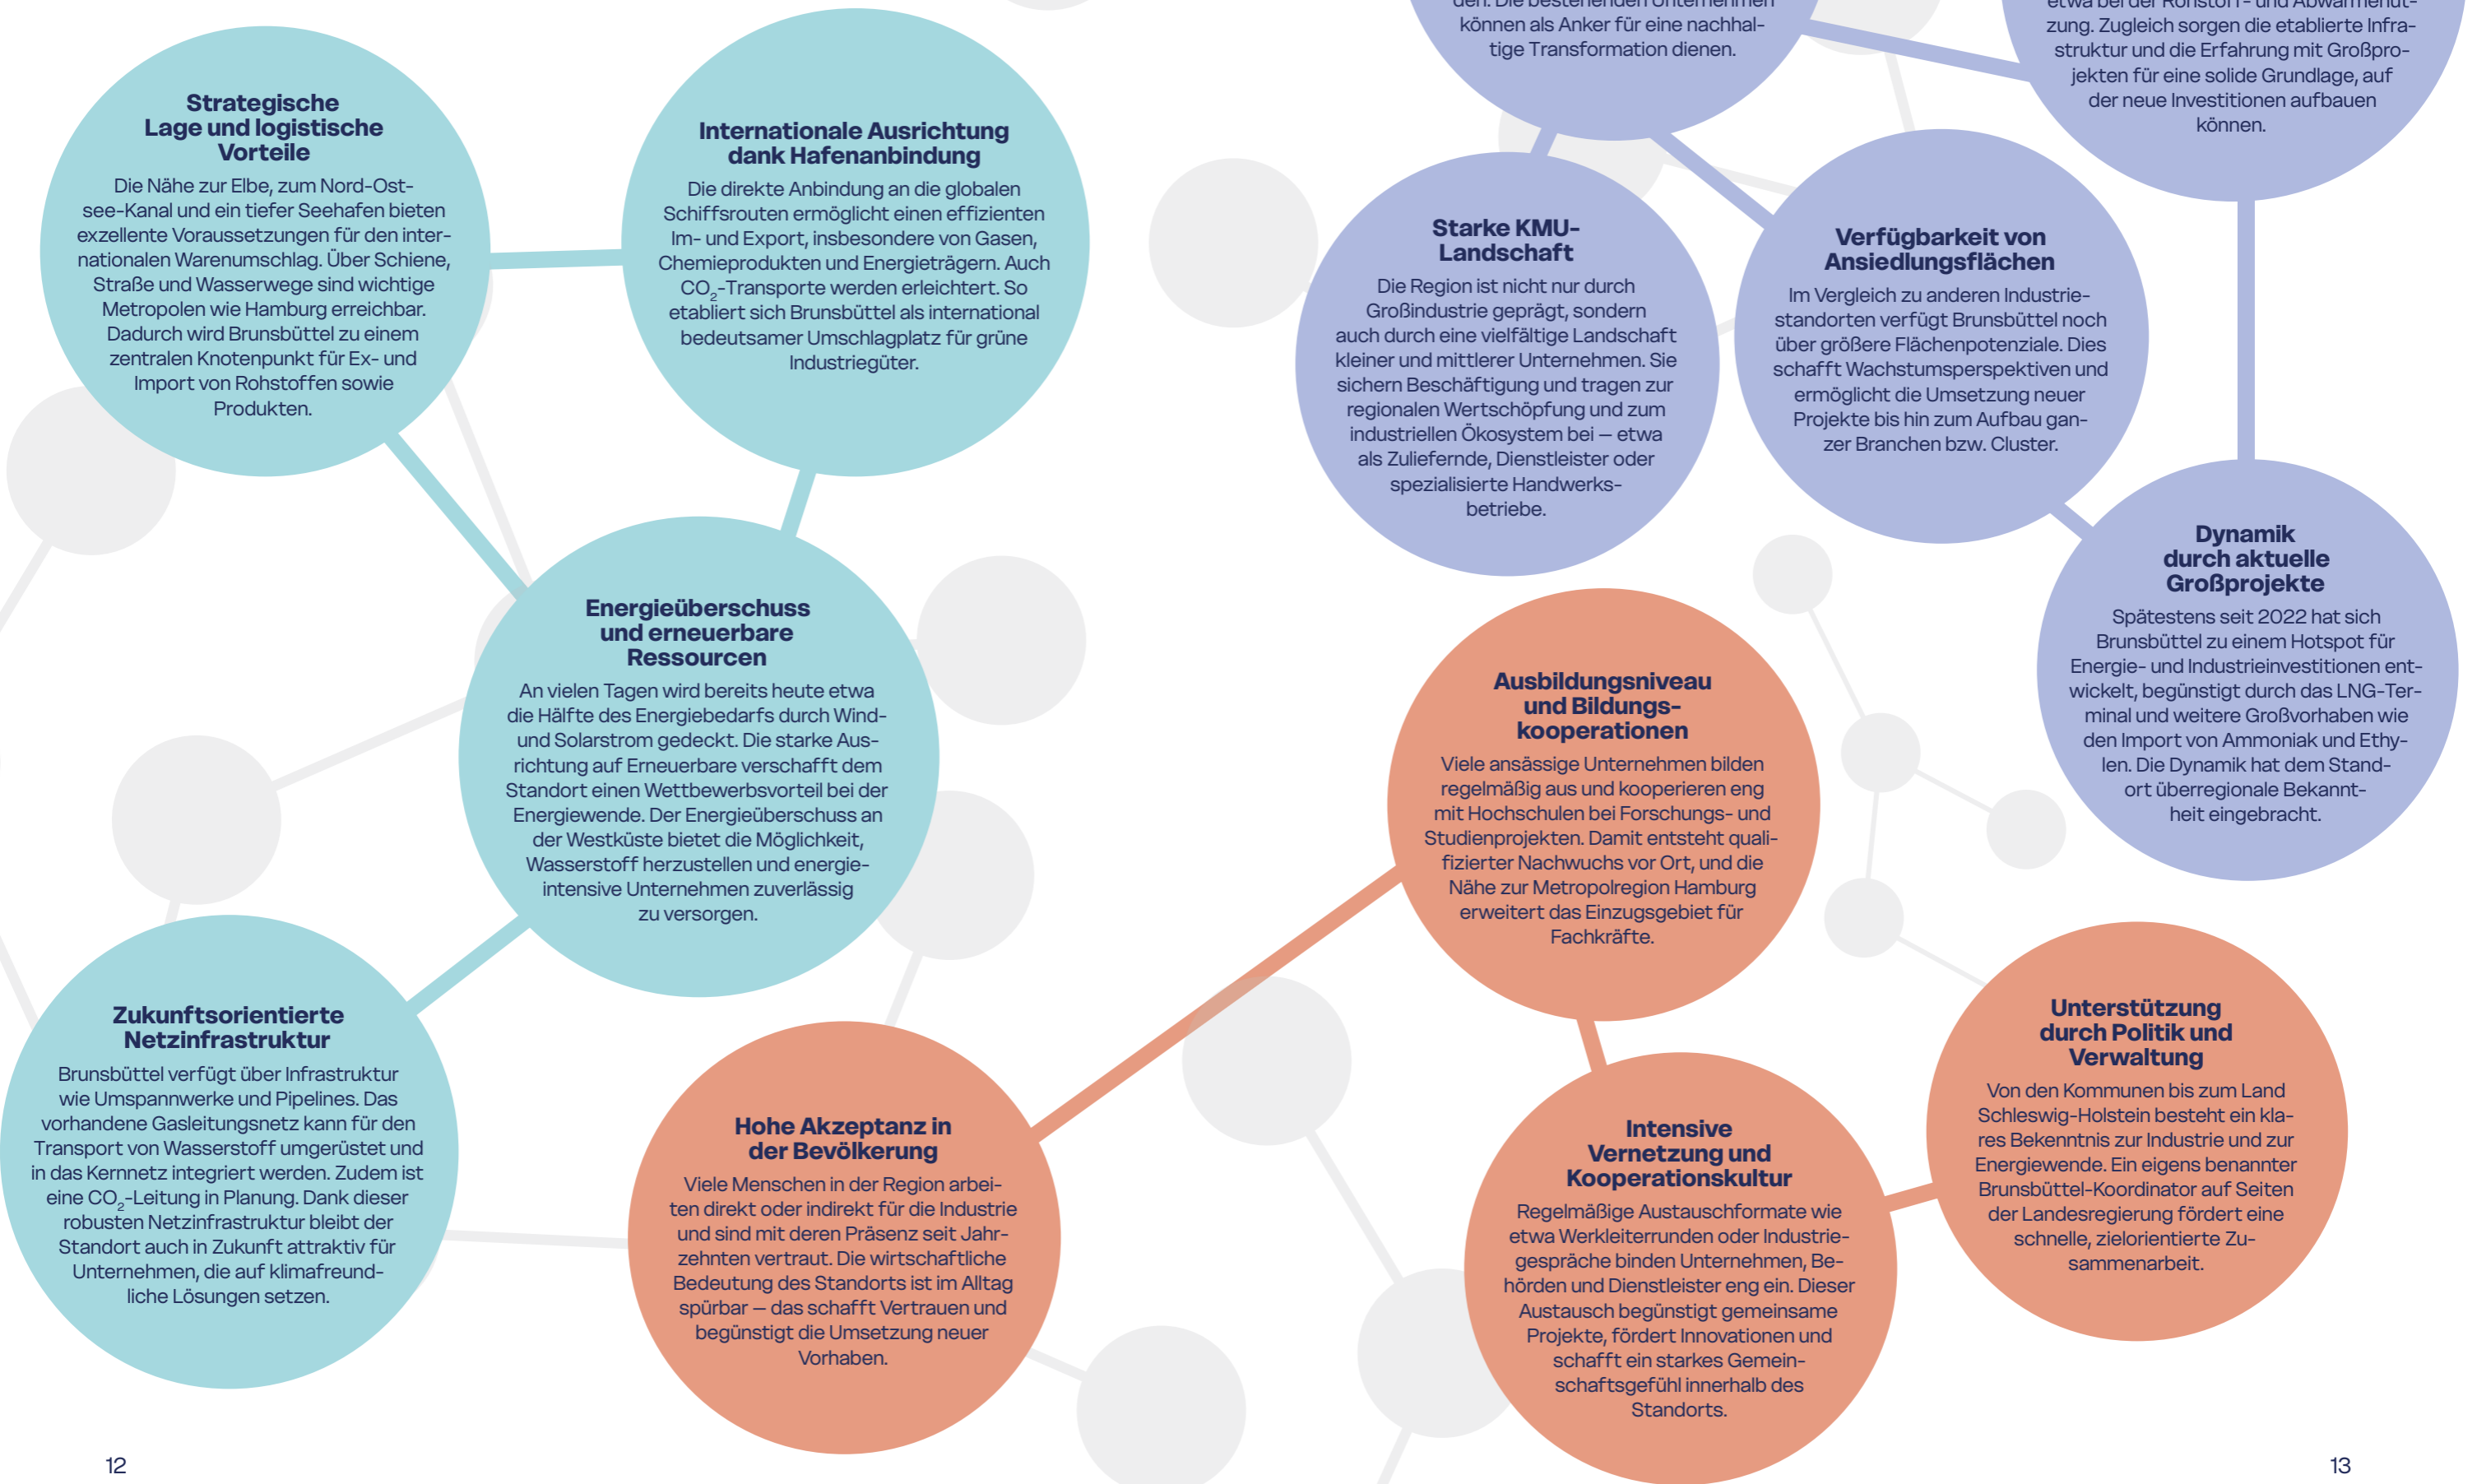 Strategische
Lage und logistische
Vorteile
Die Nähe zur Elbe, zum Nord-Ost-
see-Kanal und ein tiefer Seehafen bieten
exzellente Voraussetzungen für den inter-
nationalen Warenumschlag. Über Schiene,
Straße und Wasserwege sind wichtige
Metropolen wie Hamburg erreichbar.
Dadurch wird Brunsbüttel zu einem
zentralen Knotenpunkt für Ex- und
Import von Rohstoffen sowie
Produkten.
Internationale Ausrichtung
dank Hafenanbindung
Die direkte Anbindung an die globalen
Schiffsrouten ermöglicht einen effizienten
Im- und Export, insbesondere von Gasen,
Chemieprodukten und Energieträgern. Auch
CO₂-Transporte werden erleichtert. So
etabliert sich Brunsbüttel als international
bedeutsamer Umschlagplatz für grüne
Industriegüter.
Energieüberschuss
und erneuerbare
Ressourcen
An vielen Tagen wird bereits heute etwa
die Hälfte des Energiebedarfs durch Wind-
und Solarstrom gedeckt. Die starke Aus-
richtung auf Erneuerbare verschafft dem
Standort einen Wettbewerbsvorteil bei der
Energiewende. Der Energieüberschuss an
der Westküste bietet die Möglichkeit,
Wasserstoff herzustellen und energie-
intensive Unternehmen zuverlässig
zu versorgen.
Zukunftsorientierte
Netzinfrastruktur
Brunsbüttel verfügt über Infrastruktur
wie Umspannwerke und Pipelines. Das
vorhandene Gasleitungsnetz kann für den
Transport von Wasserstoff umgerüstet und
in das Kernnetz integriert werden. Zudem ist
eine CO₂-Leitung in Planung. Dank dieser
robusten Netzinfrastruktur bleibt der
Standort auch in Zukunft attraktiv für
Unternehmen, die auf klimafreund-
liche Lösungen setzen.
Hohe Akzeptanz in
der Bevölkerung
Viele Menschen in der Region arbei-
ten direkt oder indirekt für die Industrie
und sind mit deren Präsenz seit Jahr-
zehnten vertraut. Die wirtschaftliche
Bedeutung des Standorts ist im Alltag
spürbar – das schafft Vertrauen und
begünstigt die Umsetzung neuer
Vorhaben.
12
den. Die bestehenden Unternehmen
können als Anker für eine nachhal-
tige Transformation dienen.
etwa bei der Rohstoff- und Abwärmenut-
zung. Zugleich sorgen die etablierte Infra-
struktur und die Erfahrung mit Großpro-
jekten für eine solide Grundlage, auf
der neue Investitionen aufbauen
können.
Starke KMU-
Landschaft
Die Region ist nicht nur durch
Großindustrie geprägt, sondern
auch durch eine vielfältige Landschaft
kleiner und mittlerer Unternehmen. Sie
sichern Beschäftigung und tragen zur
regionalen Wertschöpfung und zum
industriellen Ökosystem bei – etwa
als Zuliefernde, Dienstleister oder
spezialisierte Handwerks-
betriebe.
Verfügbarkeit von
Ansiedlungsflächen
Im Vergleich zu anderen Industrie-
standorten verfügt Brunsbüttel noch
über größere Flächenpotenziale. Dies
schafft Wachstumsperspektiven und
ermöglicht die Umsetzung neuer
Projekte bis hin zum Aufbau gan-
zer Branchen bzw. Cluster.
Dynamik
durch aktuelle
Großprojekte
Spätestens seit 2022 hat sich
Brunsbüttel zu einem Hotspot für
Energie- und Industrieinvestitionen ent-
wickelt, begünstigt durch das LNG-Ter-
minal und weitere Großvorhaben wie
den Import von Ammoniak und Ethy-
len. Die Dynamik hat dem Stand-
ort überregionale Bekannt-
heit eingebracht.
Ausbildungsniveau
und Bildungs-
kooperationen
Viele ansässige Unternehmen bilden
regelmäßig aus und kooperieren eng
mit Hochschulen bei Forschungs- und
Studienprojekten. Damit entsteht quali-
fizierter Nachwuchs vor Ort, und die
Nähe zur Metropolregion Hamburg
erweitert das Einzugsgebiet für
Fachkräfte.
Intensive
Vernetzung und
Kooperationskultur
Regelmäßige Austauschformate wie
etwa Werkleiterrunden oder Industrie-
gespräche binden Unternehmen, Be-
hörden und Dienstleister eng ein. Dieser
Austausch begünstigt gemeinsame
Projekte, fördert Innovationen und
schafft ein starkes Gemein-
schaftsgefühl innerhalb des
Standorts.
Unterstützung
durch Politik und
Verwaltung
Von den Kommunen bis zum Land
Schleswig-Holstein besteht ein kla-
res Bekenntnis zur Industrie und zur
Energiewende. Ein eigens benannter
Brunsbüttel-Koordinator auf Seiten
der Landesregierung fördert eine
schnelle, zielorientierte Zu-
sammenarbeit.
13